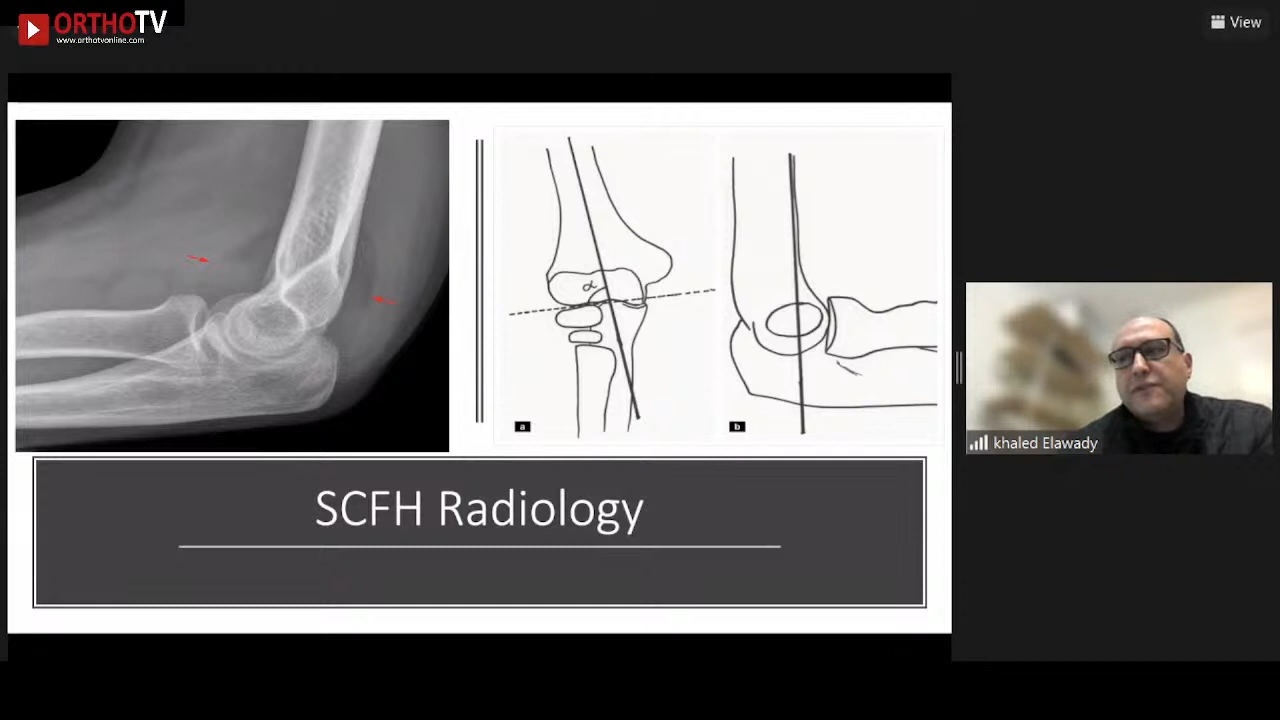 ORTHOTV
www.orthotvonline.com
View
α
a
b
SCFH Radiology
khaled Elawady